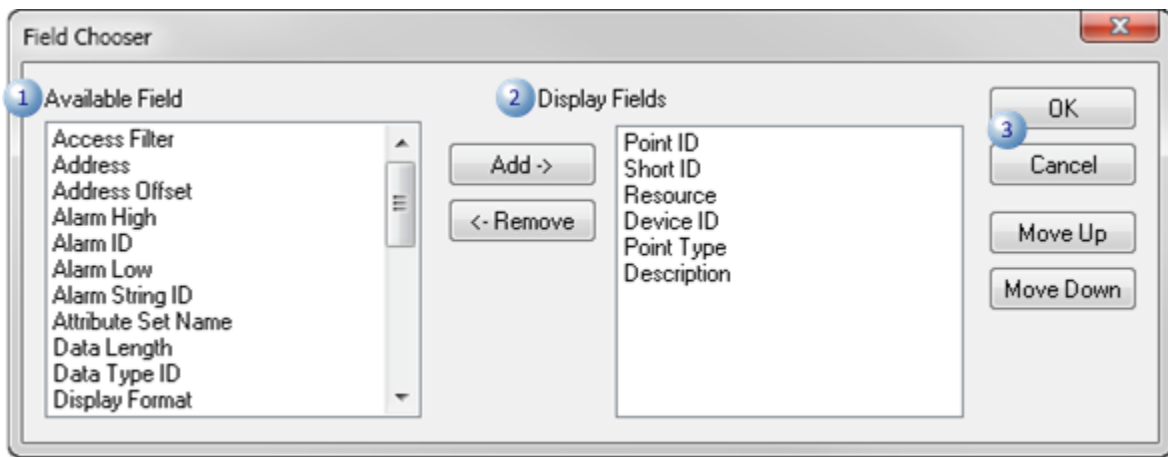 Field Chooser
1 Available Field
Access Filter
Address
Address Offset
Alarm High
Alarm ID
Alarm Low
Alarm String ID
Attribute Set Name
Data Length
Data Type ID
Display Format
Add ->
<- Remove
2 Display Fields
Point ID
Short ID
Resource
Device ID
Point Type
Description
3
OK
Cancel
Move Up
Move Down